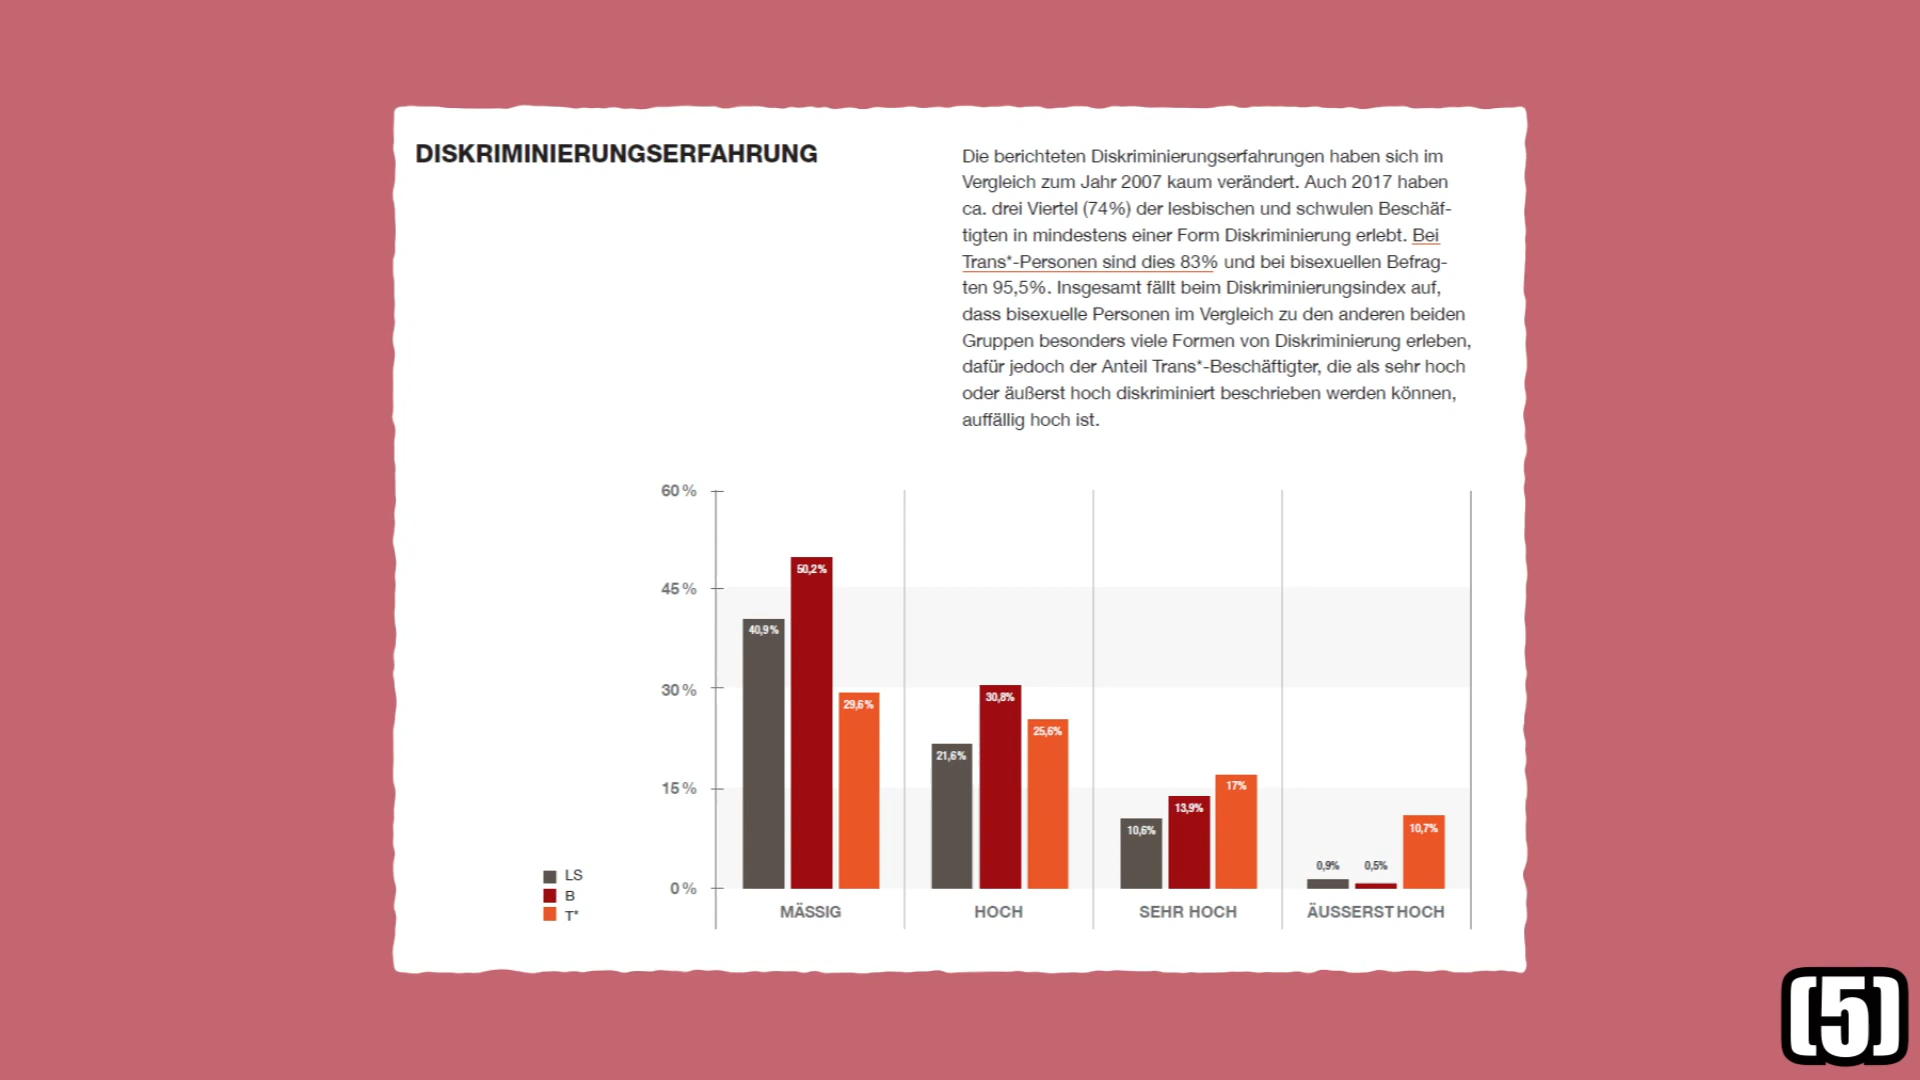 DISKRIMINIERUNGSERFAHRUNG
Die berichteten Diskriminierungserfahrungen haben sich im
Vergleich zum Jahr 2007 kaum verändert. Auch 2017 haben
ca. drei Viertel (74%) der lesbischen und schwulen Beschäf-
tigten in mindestens einer Form Diskriminierung erlebt. Bei
Trans*-Personen sind dies 83% und bei bisexuellen Befrag-
ten 95,5%. Insgesamt fällt beim Diskriminierungsindex auf,
dass bisexuelle Personen im Vergleich zu den anderen beiden
Gruppen besonders viele Formen von Diskriminierung erleben,
dafür jedoch der Anteil Trans*-Beschäftigter, die als sehr hoch
oder äußerst hoch diskriminiert beschrieben werden können,
auffällig hoch ist.
60 %
45 %
30 %
15 %
0 %
40,9%
50,2%
29,6%
21,6%
30,8%
25,6%
10,6%
13,9%
17%
0,9%
0,5%
10,7%
MÄSSIG
HOCH
SEHR HOCH
ÄUSSERST HOCH
LS
B
T*
(5)